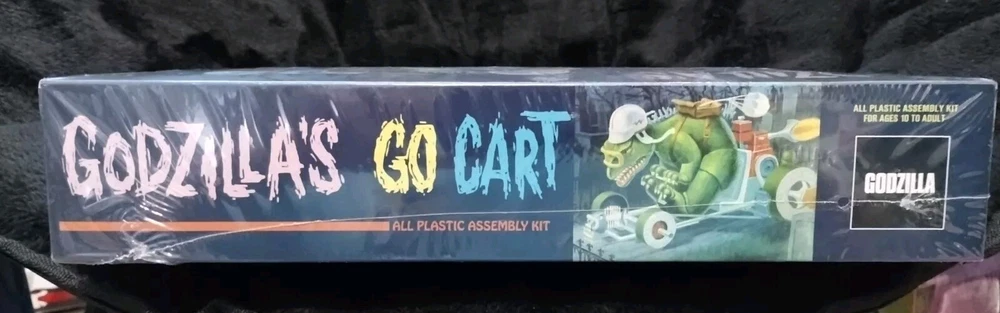 GODZILLA'S GO CART
ALL PLASTIC ASSEMBLY KIT
ALL PLASTIC ASSEMBLY KIT
FOR AGES 10 TO ADULT
GODZILLA